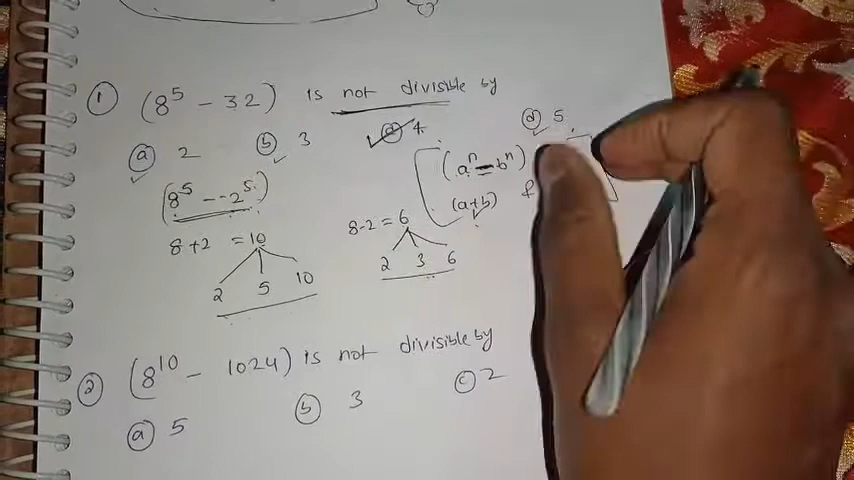 ① (8⁵ - 32) is not divisible by
ⓐ 2 ⓑ 3 ⓒ 4 ⓓ 5
(8⁵ - 2⁵) (aⁿ - bⁿ)
(a+b) &
8+2 = 10 8-2 = 6
2 5 10 2 3 6
② (8¹⁰ - 1024) is not divisible by
ⓐ 5 ⓑ 3 ⓒ 2